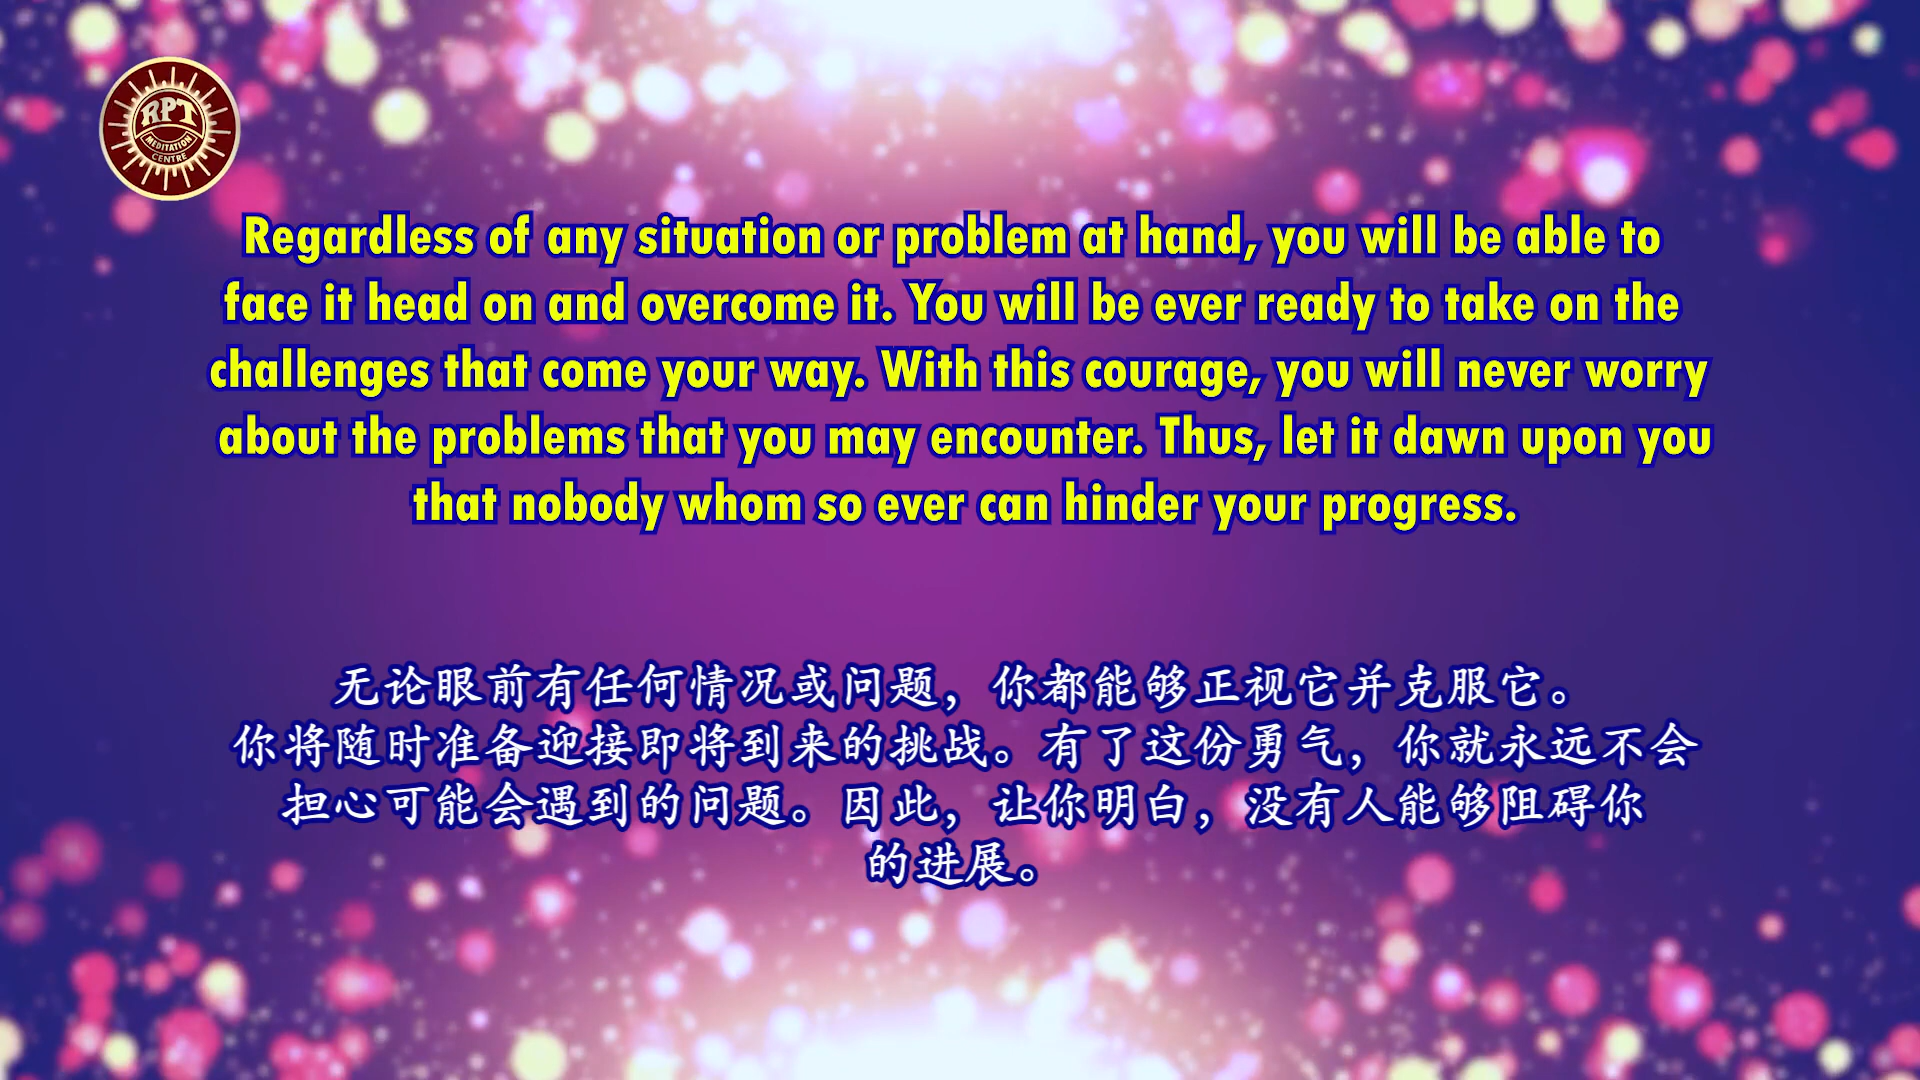 RPT
MEDITATION
CENTRE
Regardless of any situation or problem at hand, you will be able to
face it head on and overcome it. You will be ever ready to take on the
challenges that come your way. With this courage, you will never worry
about the problems that you may encounter. Thus, let it dawn upon you
that nobody whom so ever can hinder your progress.
无论眼前有任何情况或问题，你都能够正视它并克服它。
你将随时准备迎接即将到来的挑战。有了这份勇气，你就永远不会
担心可能会遇到的问题。因此，让你明白，没有人能够阻碍你
的进展。